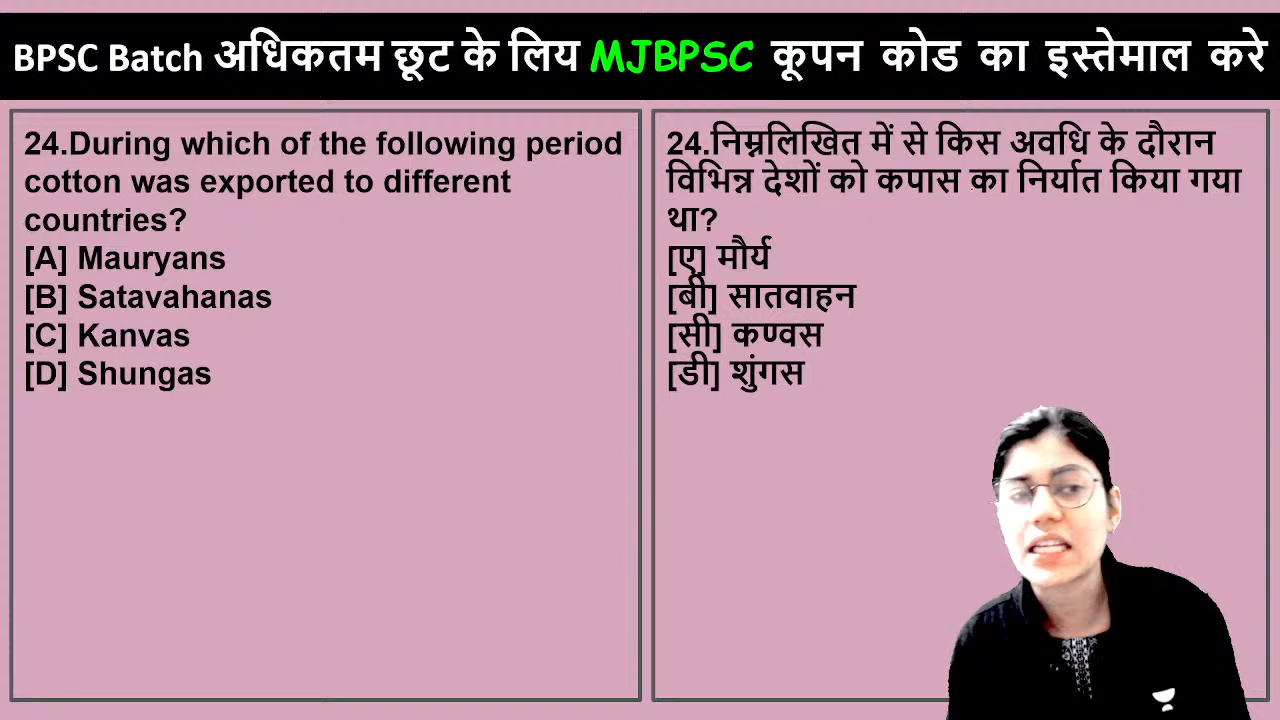 BPSC Batch अधिकतम छूट के लिय MJBPSC कूपन कोड का इस्तेमाल करे
24.During which of the following period
cotton was exported to different
countries?
[A] Mauryans
[B] Satavahanas
[C] Kanvas
[D] Shungas
24.निम्नलिखित में से किस अवधि के दौरान
विभिन्न देशों को कपास का निर्यात किया गया
था?
[ए] मौर्य
[बी] सातवाहन
[सी] कण्वस
[डी] शुंगस